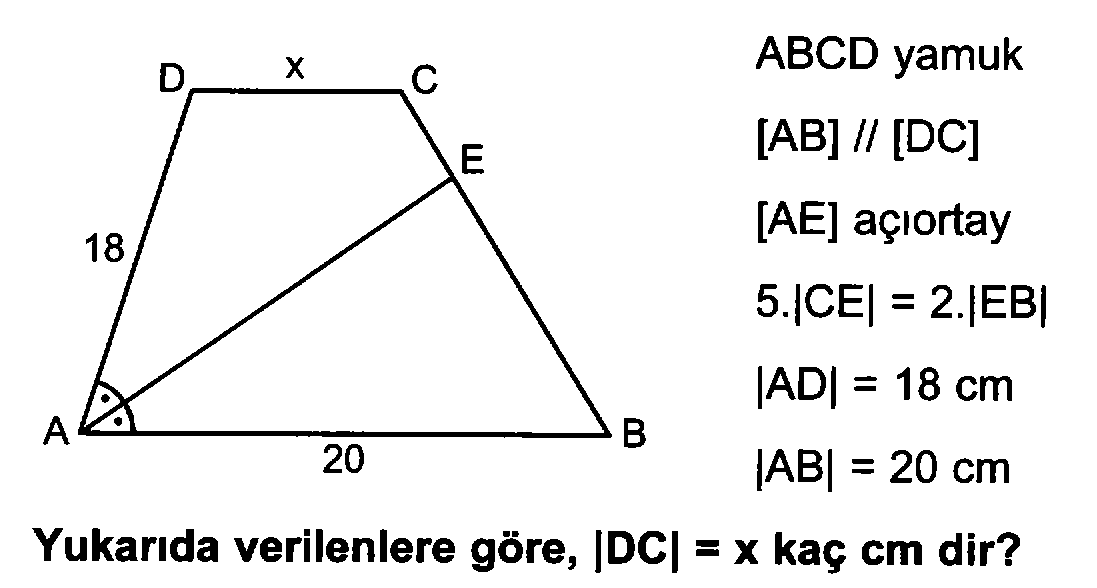 D x C
E
18
A B
20
ABCD yamuk
[AB] // [DC]
[AE] açıortay
5.|CE| = 2.|EB|
|AD| = 18 cm
|AB| = 20 cm
Yukarıda verilenlere göre, |DC| = x kaç cm dir?